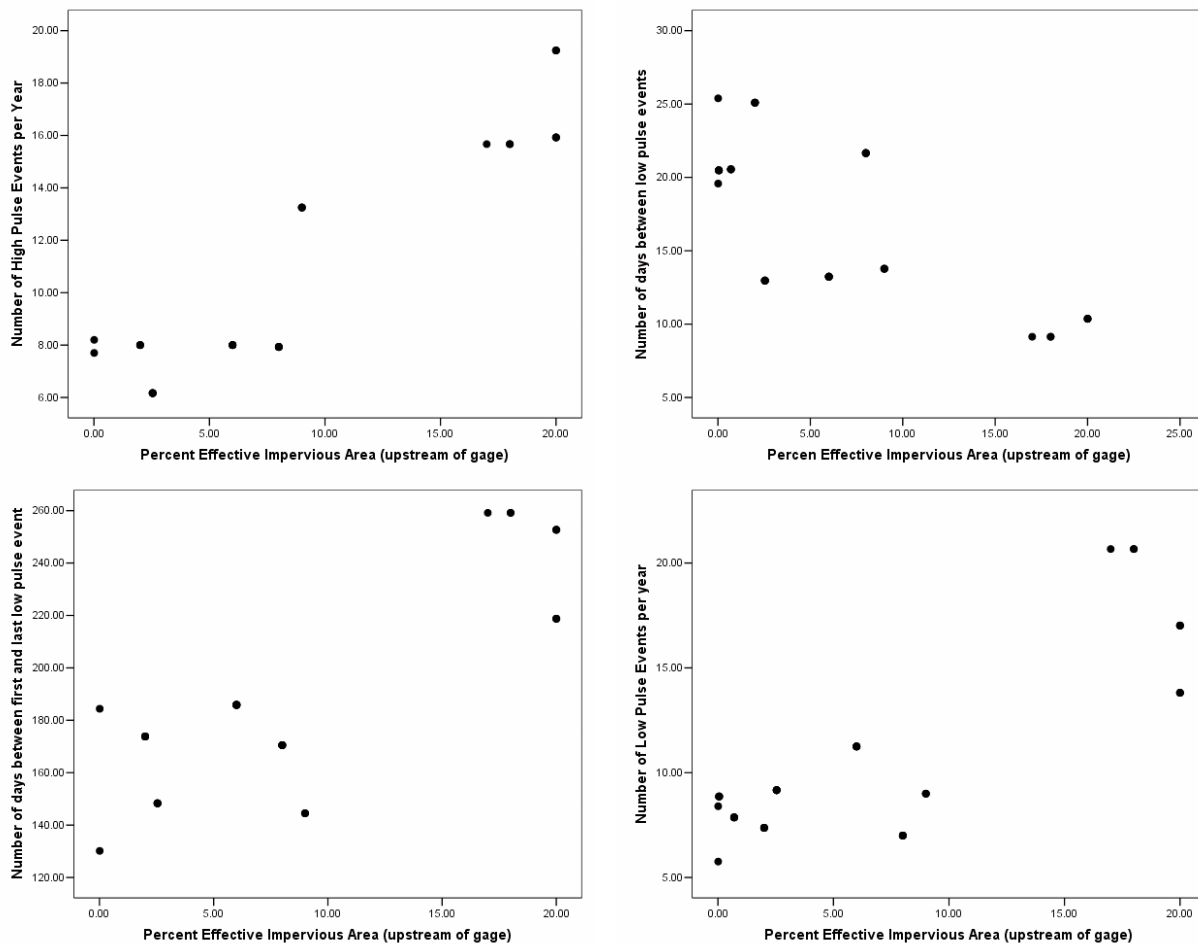 Number of High Pulse Events per Year
20.00
18.00
16.00
14.00
12.00
10.00
8.00
6.00
0.00 5.00 10.00 15.00 20.00
Percent Effective Impervious Area (upstream of gage)
Number of days between low pulse events
30.00
25.00
20.00
15.00
10.00
5.00
0.00 5.00 10.00 15.00 20.00 25.00
Percen Effective Impervious Area (upstream of gage)
Number of days between first and last low pulse event
260.00
240.00
220.00
200.00
180.00
160.00
140.00
120.00
0.00 5.00 10.00 15.00 20.00
Percent Effective Impervious Area (upstream of gage)
Number of Low Pulse Events per year
20.00
15.00
10.00
5.00
0.00 5.00 10.00 15.00 20.00
Percent Effective Impervious Area (upstream of gage)